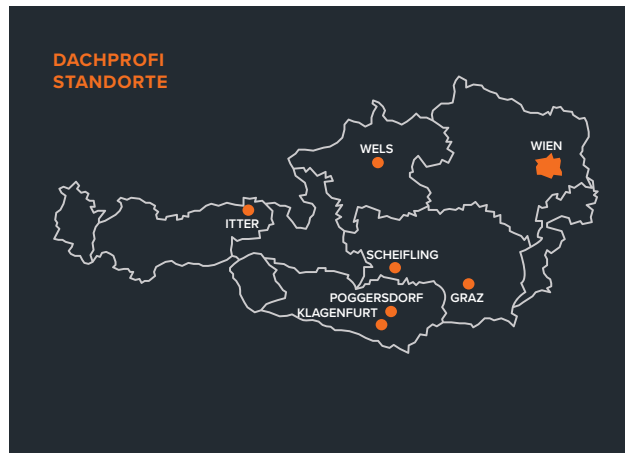 DACHPROFI
STANDORTE
WELS
WIEN
ITTER
SCHEIFLING
POGGERSDORF
GRAZ
KLAGENFURT